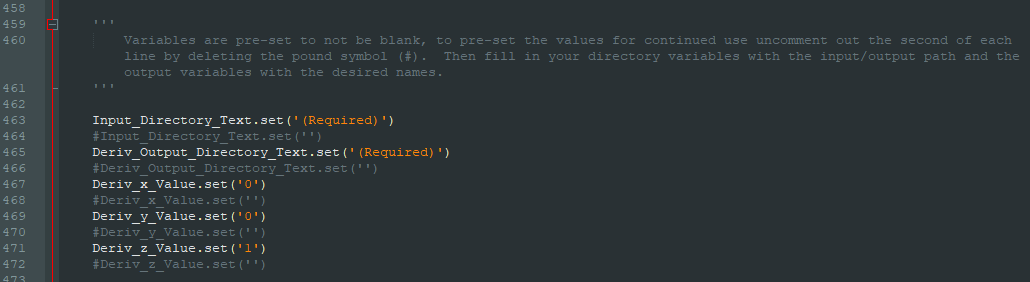 458
459 '''
460 Variables are pre-set to not be blank, to pre-set the values for continued use uncomment out the second of each
line by deleting the pound symbol (#).  Then fill in your directory variables with the input/output path and the
output variables with the desired names.
461 '''
462
463 Input_Directory_Text.set('(Required)')
464 #Input_Directory_Text.set('')
465 Deriv_Output_Directory_Text.set('(Required)')
466 #Deriv_Output_Directory_Text.set('')
467 Deriv_x_Value.set('0')
468 #Deriv_x_Value.set('')
469 Deriv_y_Value.set('0')
470 #Deriv_y_Value.set('')
471 Deriv_z_Value.set('1')
472 #Deriv_z_Value.set('')
473